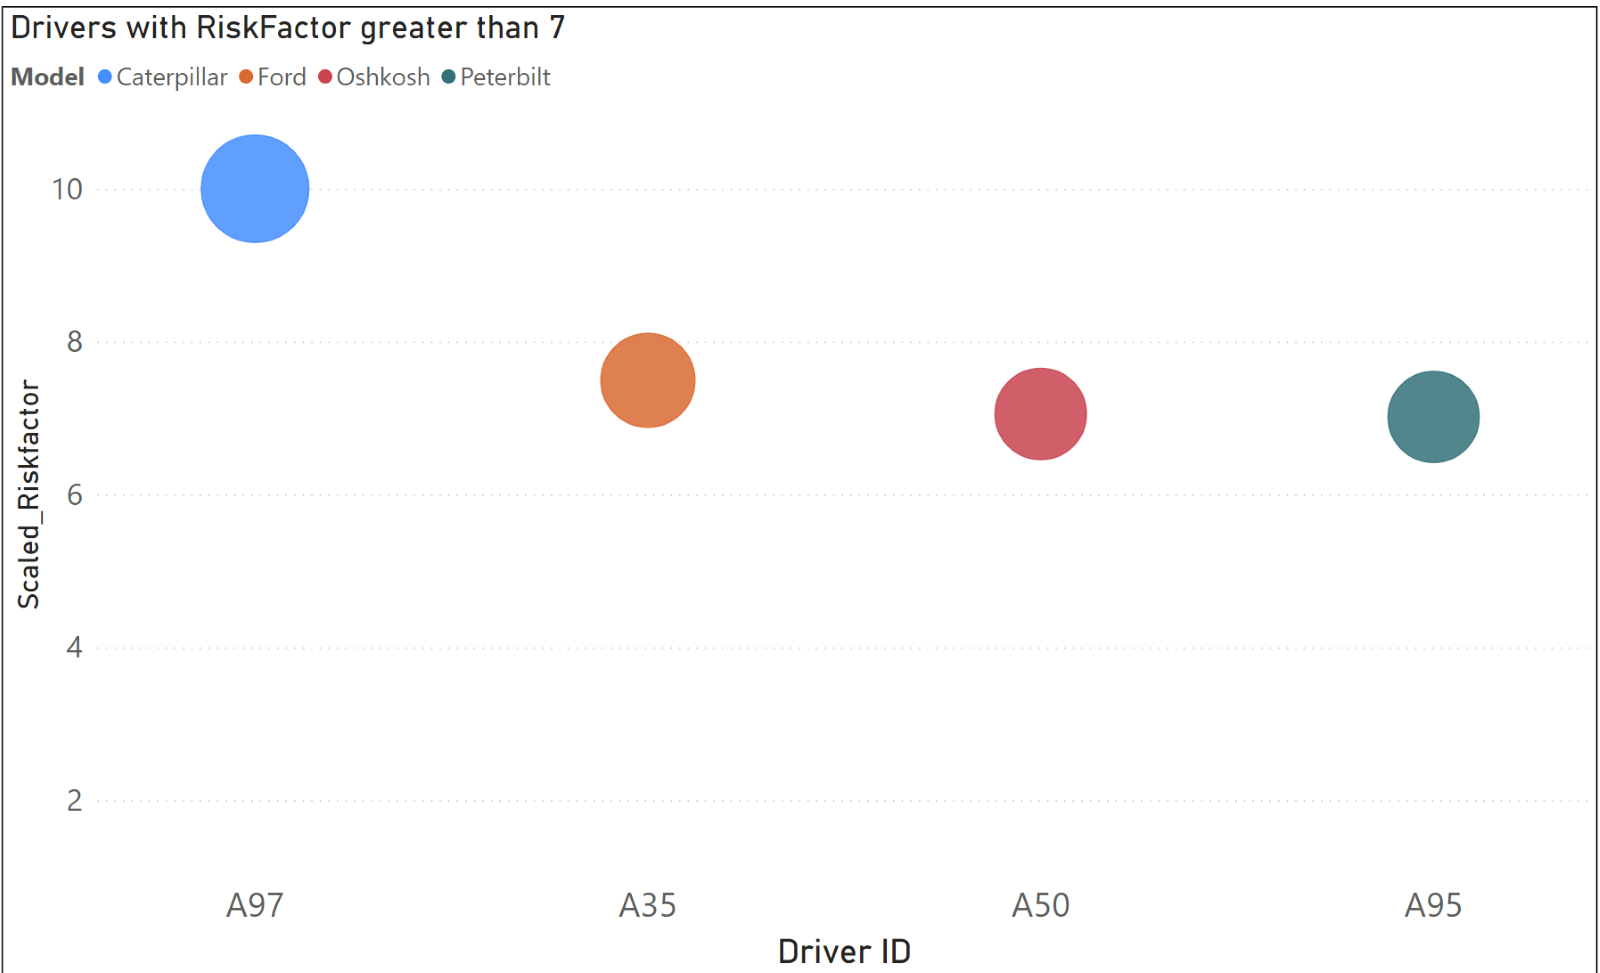 Drivers with RiskFactor greater than 7
Model Caterpillar Ford Oshkosh Peterbilt
10
8
6
4
2
Scaled_Riskfactor
A97 A35 A50 A95
Driver ID